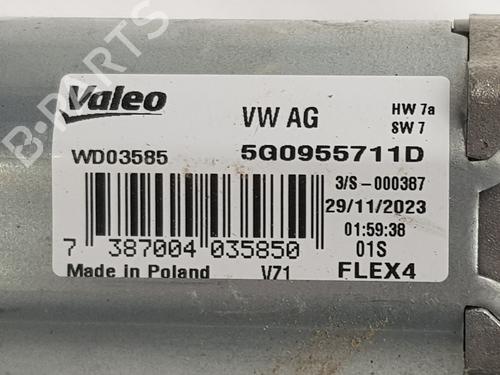 B-PARTS
Valeo
VW AG
HW 7a
SW 7
WD03585
5G0955711D
3/S-000387
29/11/2023
01:59:38
01S
7 387004 035850
Made in Poland
V71
FLEX4